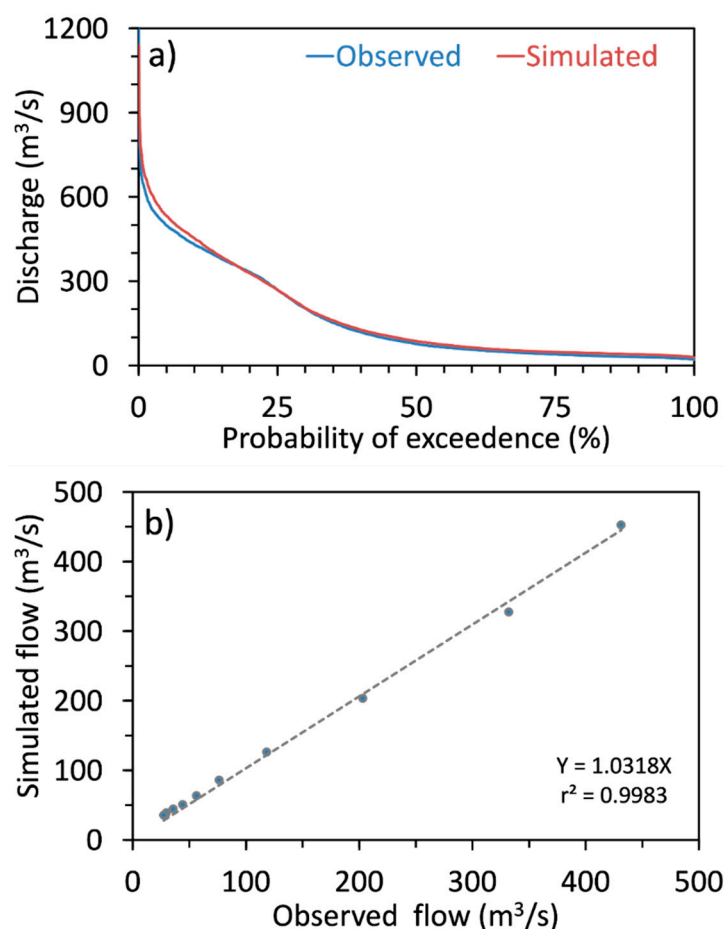 1200
a)
Observed
Simulated
900
600
300
0
Discharge (m³/s)
0 25 50 75 100
Probability of exceedence (%)
500
b)
400
300
200
100
0
Simulated flow (m³/s)
Y = 1.0318X
r² = 0.9983
0 100 200 300 400 500
Observed flow (m³/s)